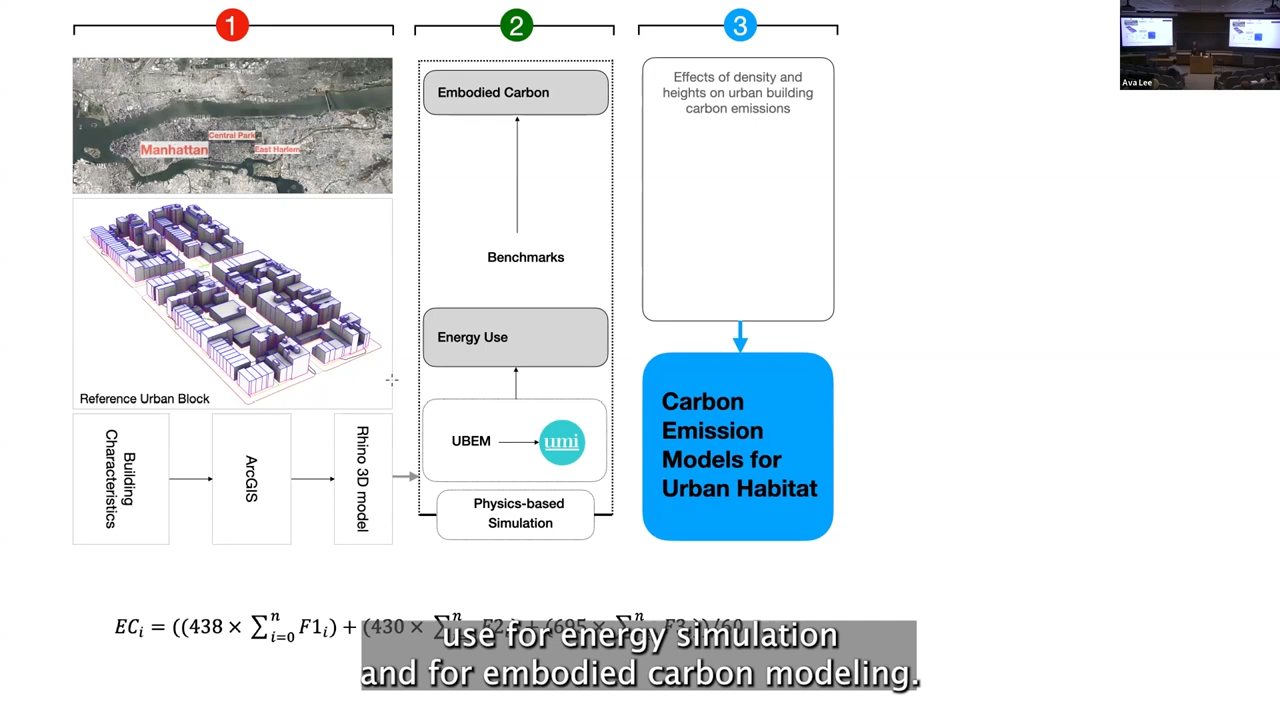 1
2
3
Central Park
Manhattan
East Harlem
Reference Urban Block
Building
Characteristics
ArcGIS
Rhino 3D model
Embodied Carbon
Benchmarks
Energy Use
UBEM
umi
Physics-based
Simulation
Effects of density and
heights on urban building
carbon emissions
Carbon
Emission
Models for
Urban Habitat
Ava Lee
EC_i = ((438 × ∑_{i=0}^{n} F1_i) + (430 × ∑^n
use for energy simulation
and for embodied carbon modeling.